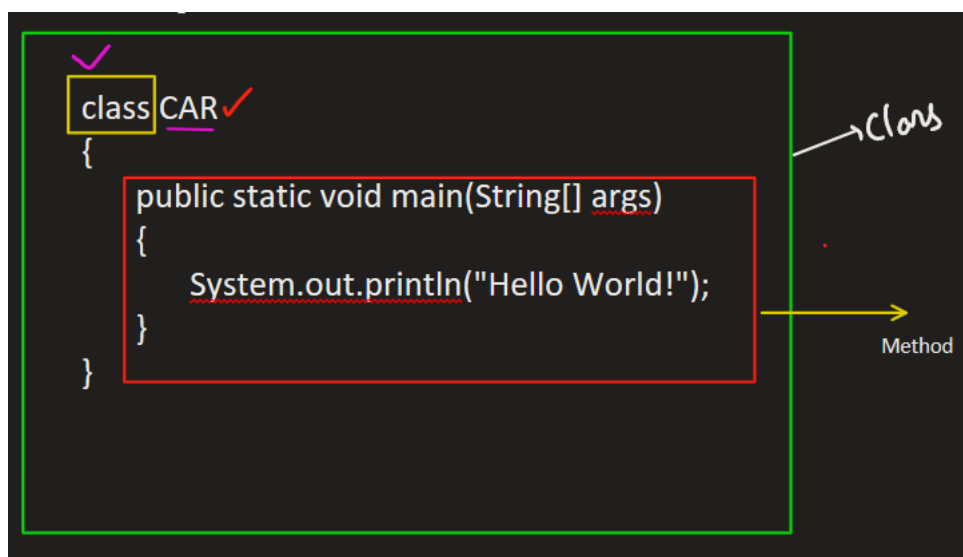 class CAR
Class
{
public static void main(String[] args)
{
System.out.println("Hello World!");
}
Method
}